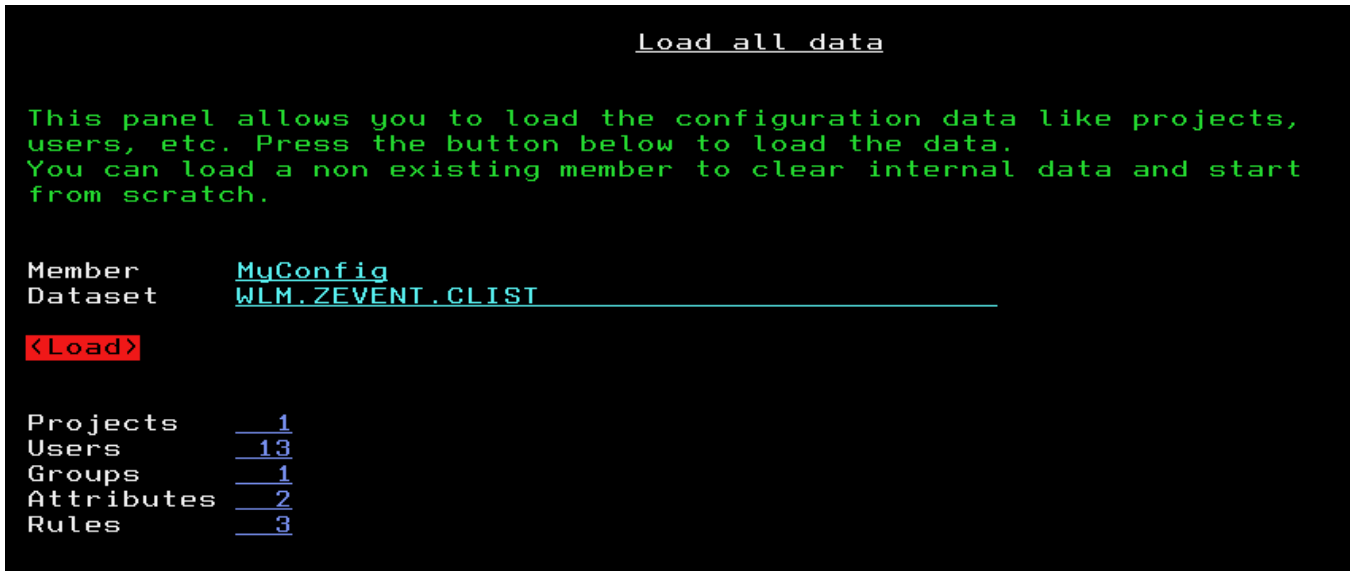 Load all data
This panel allows you to load the configuration data like projects,
users, etc. Press the button below to load the data.
You can load a non existing member to clear internal data and start
from scratch.
Member MyConfig
Dataset WLM.ZEVENT.CLIST
<Load>
Projects 1
Users 13
Groups 1
Attributes 2
Rules 3